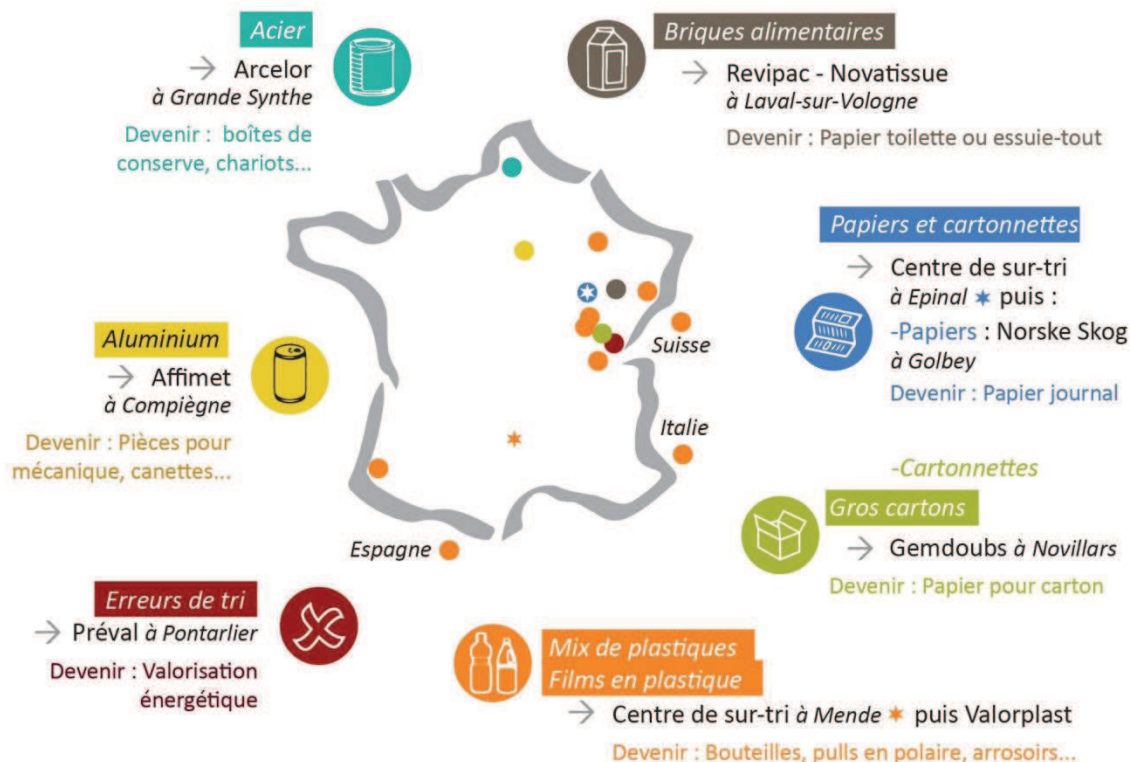 Acier
→ Arcelor
à Grande Synthe
Devenir : boîtes de
conserve, chariots...
Briques alimentaires
→ Revipac - Novatissue
à Laval-sur-Vologne
Devenir : Papier toilette ou essuie-tout
Papiers et cartonnettes
→ Centre de sur-tri
à Epinal ✶ puis :
-Papiers : Norske Skog
à Golbey
Devenir : Papier journal
-Cartonnettes
Gros cartons
→ Gemdoubs à Novillars
Devenir : Papier pour carton
Aluminium
→ Affimet
à Compiègne
Devenir : Pièces pour
mécanique, canettes...
Suisse
Italie
Espagne
Erreurs de tri
→ Préval à Pontarlier
Devenir : Valorisation
énergétique
Mix de plastiques
Films en plastique
→ Centre de sur-tri à Mende ✶ puis Valorplast
Devenir : Bouteilles, pulls en polaire, arrosoirs...